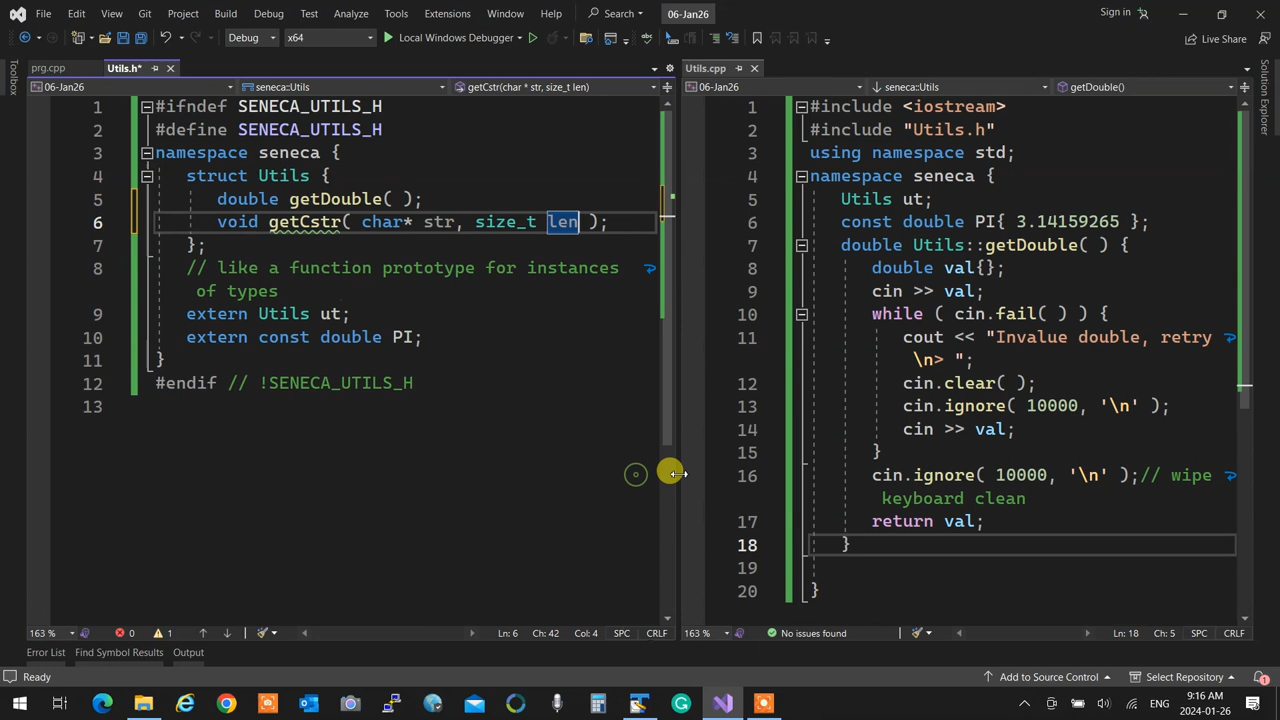 File Edit View Git Project Build Debug Test Analyze Tools Extensions Window Help Search 06-Jan26 Sign in
Debug x64 Local Windows Debugger Live Share
Toolbox
prg.cpp Utils.h*
06-Jan26 seneca::Utils getCstr(char * str, size_t len)
1 #ifndef SENECA_UTILS_H
2 #define SENECA_UTILS_H
3 namespace seneca {
4 struct Utils {
5 double getDouble( );
6 void getCstr( char* str, size_t len );
7 };
8 // like a function prototype for instances
of types
9 extern Utils ut;
10 extern const double PI;
11 }
12 #endif // !SENECA_UTILS_H
13
163 % 0 1 Ln: 6 Ch: 42 Col: 4 SPC CRLF
Utils.cpp
06-Jan26 seneca::Utils getDouble()
1 #include <iostream>
2 #include "Utils.h"
3 using namespace std;
4 namespace seneca {
5 Utils ut;
6 const double PI{ 3.14159265 };
7 double Utils::getDouble( ) {
8 double val{};
9 cin >> val;
10 while ( cin.fail( ) ) {
11 cout << "Invalue double, retry
\n> ";
12 cin.clear( );
13 cin.ignore( 10000, '\n' );
14 cin >> val;
15 }
16 cin.ignore( 10000, '\n' );// wipe
keyboard clean
17 return val;
18 }
19
20 }
163 % No issues found Ln: 18 Ch: 5 SPC CRLF
Solution Explorer
Error List Find Symbol Results Output
Ready Add to Source Control Select Repository 1
ENG 9:16 AM
2024-01-26